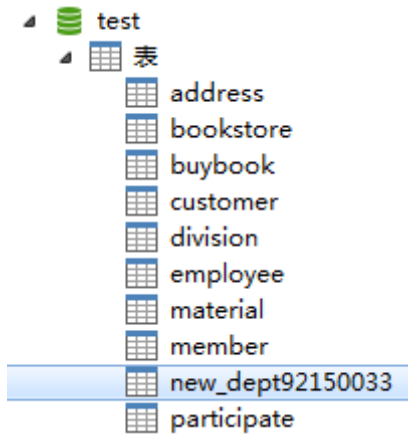 test
表
address
bookstore
buybook
customer
division
employee
material
member
new_dept92150033
participate